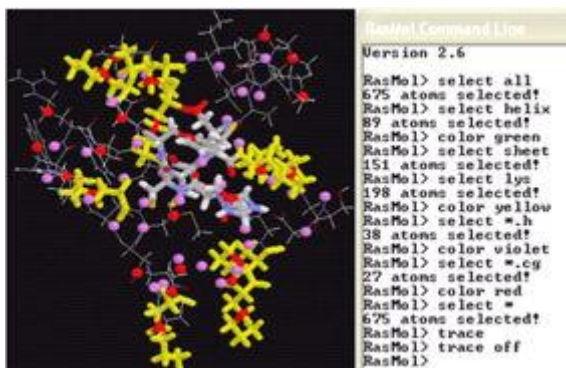 RasMol Command Line
Version 2.6
RasMol> select all
675 atoms selected!
RasMol> select helix
89 atoms selected!
RasMol> color green
RasMol> select sheet
151 atoms selected!
RasMol> select lys
198 atoms selected!
RasMol> color yellow
RasMol> select *.h
38 atoms selected!
RasMol> color violet
RasMol> select *.cg
27 atoms selected!
RasMol> color red
RasMol> select *
675 atoms selected!
RasMol> trace
RasMol> trace off
RasMol>